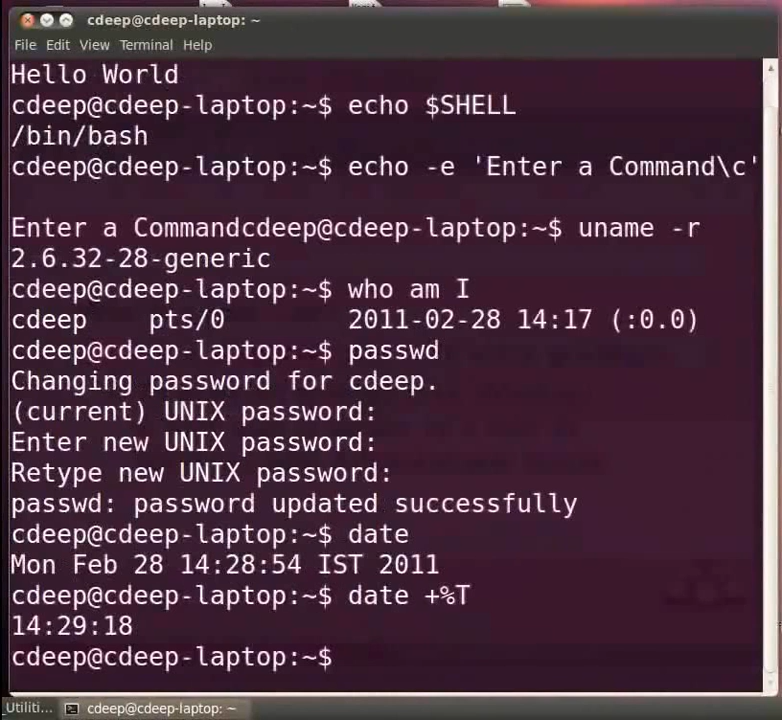 cdeep@cdeep-laptop: ~
File Edit View Terminal Help
Hello World
cdeep@cdeep-laptop:~$ echo $SHELL
/bin/bash
cdeep@cdeep-laptop:~$ echo -e 'Enter a Command\c'
Enter a Commandcdeep@cdeep-laptop:~$ uname -r
2.6.32-28-generic
cdeep@cdeep-laptop:~$ who am I
cdeep    pts/0        2011-02-28 14:17 (:0.0)
cdeep@cdeep-laptop:~$ passwd
Changing password for cdeep.
(current) UNIX password:
Enter new UNIX password:
Retype new UNIX password:
passwd: password updated successfully
cdeep@cdeep-laptop:~$ date
Mon Feb 28 14:28:54 IST 2011
cdeep@cdeep-laptop:~$ date +%T
14:29:18
cdeep@cdeep-laptop:~$
Utiliti... cdeep@cdeep-laptop: ~